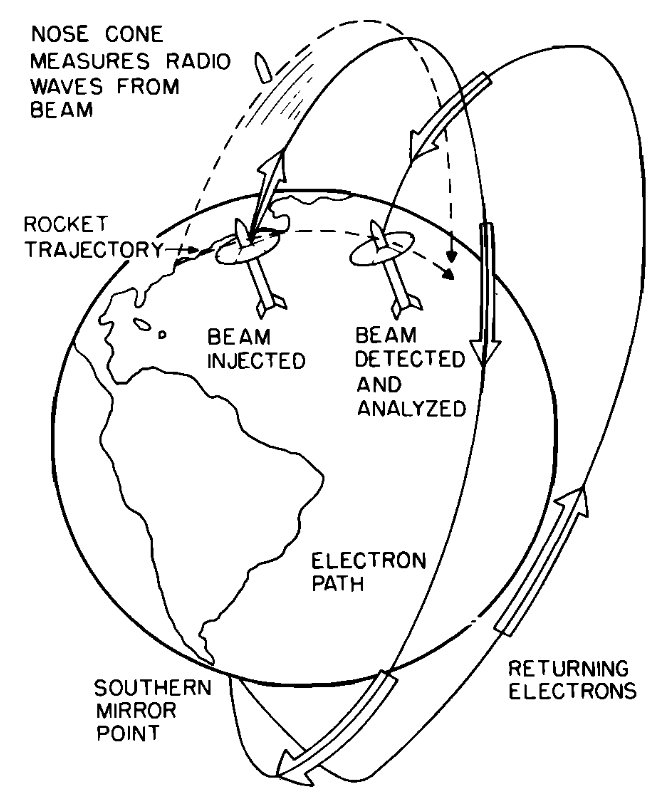 NOSE CONE
MEASURES RADIO
WAVES FROM
BEAM
ROCKET
TRAJECTORY
BEAM
INJECTED
BEAM
DETECTED
AND
ANALYZED
ELECTRON
PATH
RETURNING
ELECTRONS
SOUTHERN
MIRROR
POINT